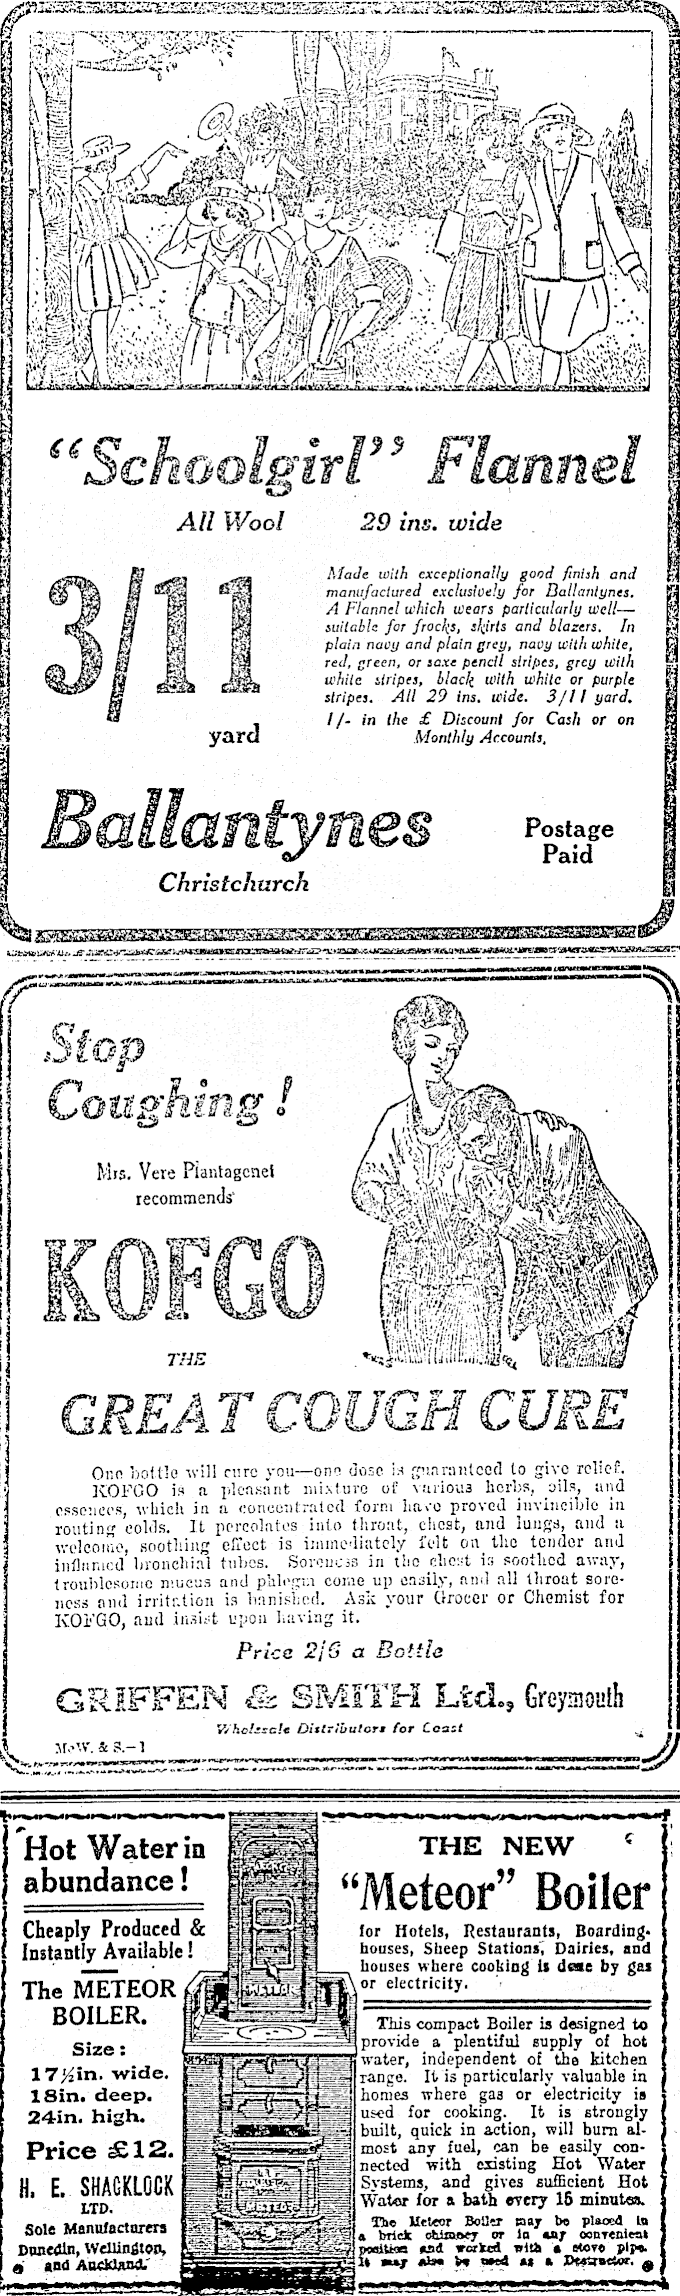 "Schoolgirl" Flannel
All Wool 29 ins. wide
3/11
yard
Made with exceptionally good finish and
manufactured exclusively for Ballantynes.
A Flannel which wears particularly well—
suitable for frocks, skirts and blazers. In
plain navy and plain grey, navy with white,
red, green, or saxe pencil stripes, grey with
white stripes, black with white or purple
stripes. All 29 ins. wide. 3/11 yard.
1/- in the £ Discount for Cash or on
Monthly Accounts.
Ballantynes
Christchurch
Postage
Paid
Stop
Coughing!
Mrs. Vere Plantagenet
recommends
KOFGO
THE
GREAT COUGH CURE
One bottle will cure you—one dose is guaranteed to give relief.
KOFGO is a pleasant mixture of various herbs, oils, and
essences, which in a concentrated form have proved invincible in
routing colds. It percolates into throat, chest, and lungs, and a
welcome, soothing effect is immediately felt on the tender and
inflamed bronchial tubes. Soreness in the chest is soothed away,
troublesome mucus and phlegm come up easily, and all throat sore-
ness and irritation is banished. Ask your Grocer or Chemist for
KOFGO, and insist upon having it.
Price 2/6 a Bottle
GRIFFEN & SMITH Ltd., Greymouth
Wholesale Distributors for Coast
McW. & S.—1
Hot Water in
abundance!
Cheaply Produced &
Instantly Available!
The METEOR
BOILER.
Size:
17½in. wide.
18in. deep.
24in. high.
Price £12.
H. E. SHACKLOCK
LTD.
Sole Manufacturers
Dunedin, Wellington,
and Auckland.
METEOR
THE NEW
"Meteor" Boiler
for Hotels, Restaurants, Boarding-
houses, Sheep Stations, Dairies, and
houses where cooking is done by gas
or electricity.
This compact Boiler is designed to
provide a plentiful supply of hot
water, independent of the kitchen
range. It is particularly valuable in
homes where gas or electricity is
used for cooking. It is strongly
built, quick in action, will burn al-
most any fuel, can be easily con-
nected with existing Hot Water
Systems, and gives sufficient Hot
Water for a bath every 15 minutes.
The Meteor Boiler may be placed in
a brick chimney or in any convenient
position and worked with a stove pipe.
It may also be used as a Destructor.